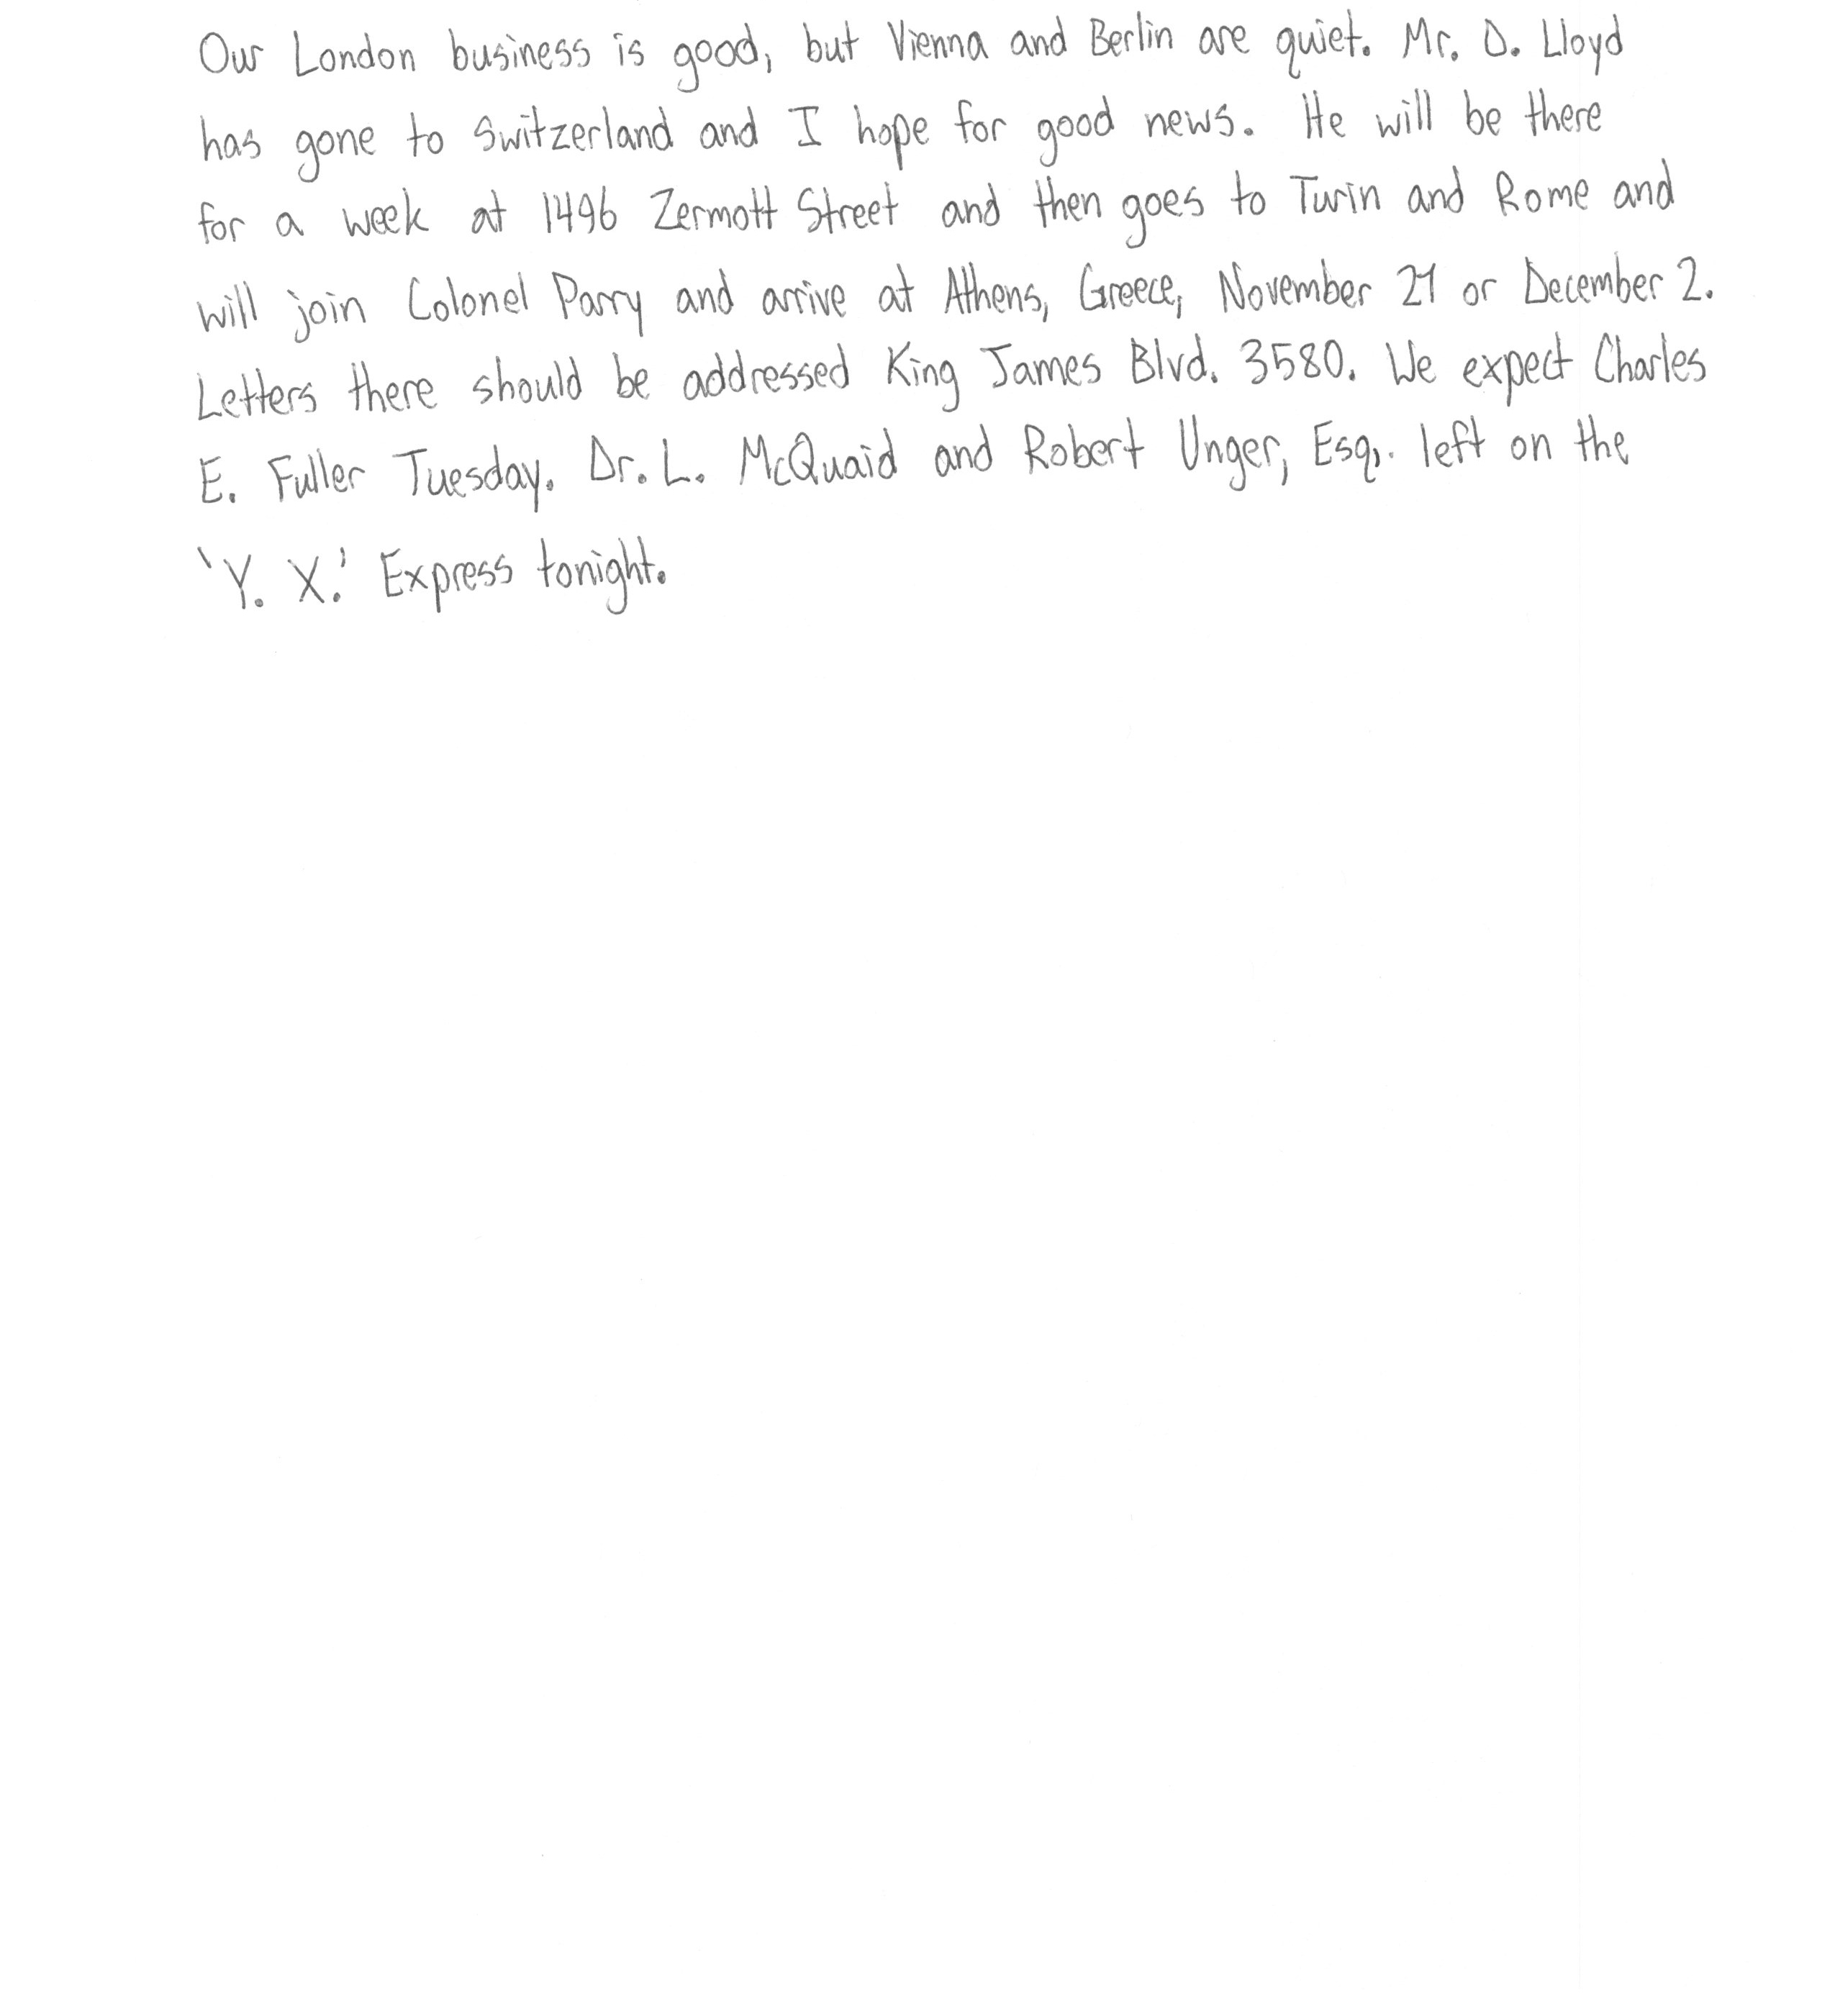 Our London business is good, but Vienna and Berlin are quiet. Mr. D. Lloyd
has gone to Switzerland and I hope for good news. He will be there
for a week at 1496 Zermott Street and then goes to Turin and Rome and
will join Colonel Parry and arrive at Athens, Greece, November 27 or December 2.
Letters there should be addressed King James Blvd. 3580. We expect Charles
E. Fuller Tuesday. Dr. L. McQuaid and Robert Unger, Esq,. left on the
'Y. X.' Express tonight.